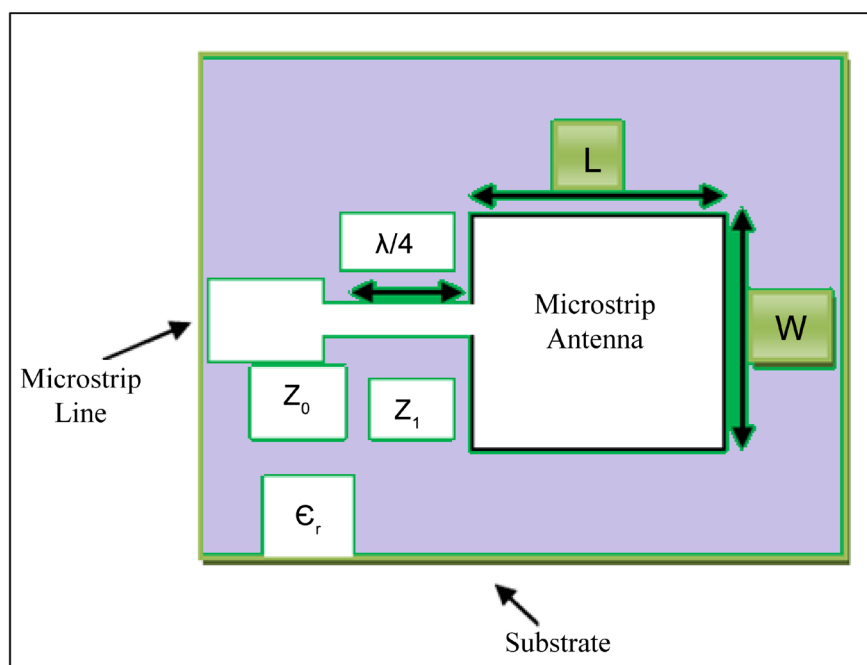 L
λ/4
Microstrip
Antenna
W
Microstrip
Line
Z₀
Z₁
Єᵣ
Substrate